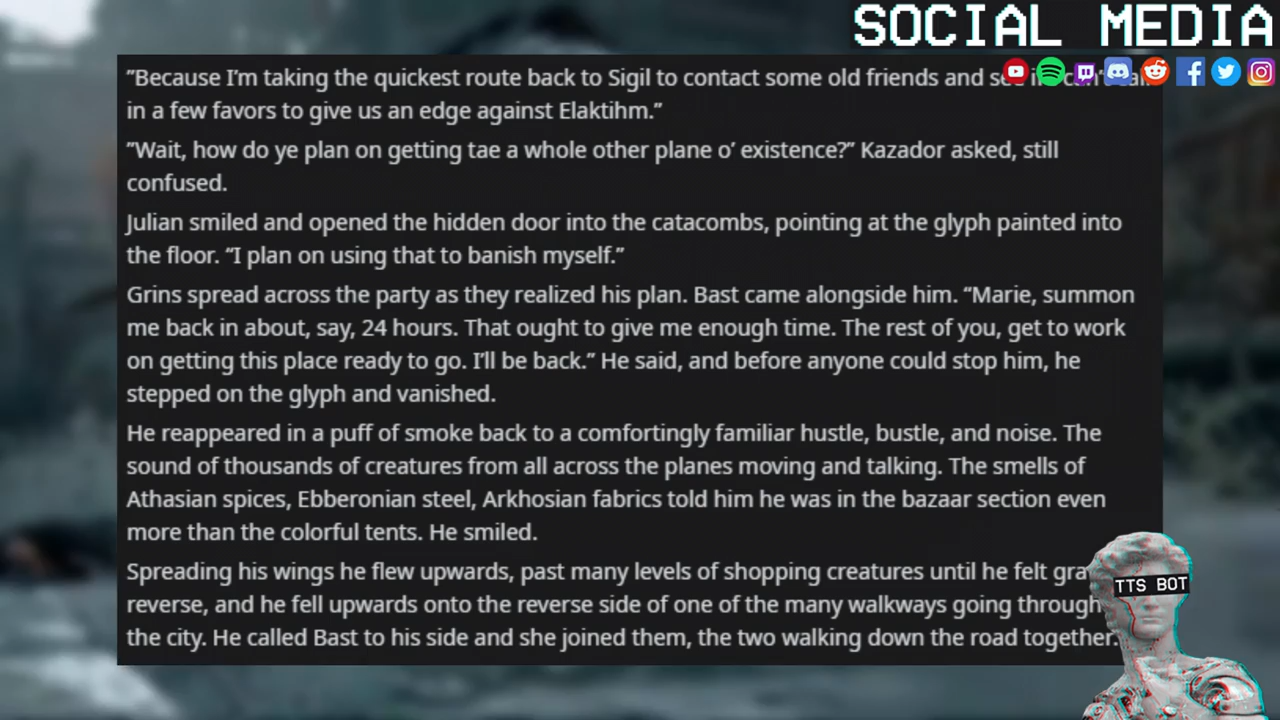 SOCIAL MEDIA
"Because I'm taking the quickest route back to Sigil to contact some old friends and
in a few favors to give us an edge against Elaktihm."
"Wait, how do ye plan on getting tae a whole other plane o' existence?" Kazador asked, still
confused.
Julian smiled and opened the hidden door into the catacombs, pointing at the glyph painted into
the floor. "I plan on using that to banish myself."
Grins spread across the party as they realized his plan. Bast came alongside him. "Marie, summon
me back in about, say, 24 hours. That ought to give me enough time. The rest of you, get to work
on getting this place ready to go. I'll be back." He said, and before anyone could stop him, he
stepped on the glyph and vanished.
He reappeared in a puff of smoke back to a comfortingly familiar hustle, bustle, and noise. The
sound of thousands of creatures from all across the planes moving and talking. The smells of
Athasian spices, Ebberonian steel, Arkhosian fabrics told him he was in the bazaar section even
more than the colorful tents. He smiled.
Spreading his wings he flew upwards, past many levels of shopping creatures until he felt
reverse, and he fell upwards onto the reverse side of one of the many walkways going through
the city. He called Bast to his side and she joined them, the two walking down the road together.
TTS BOT